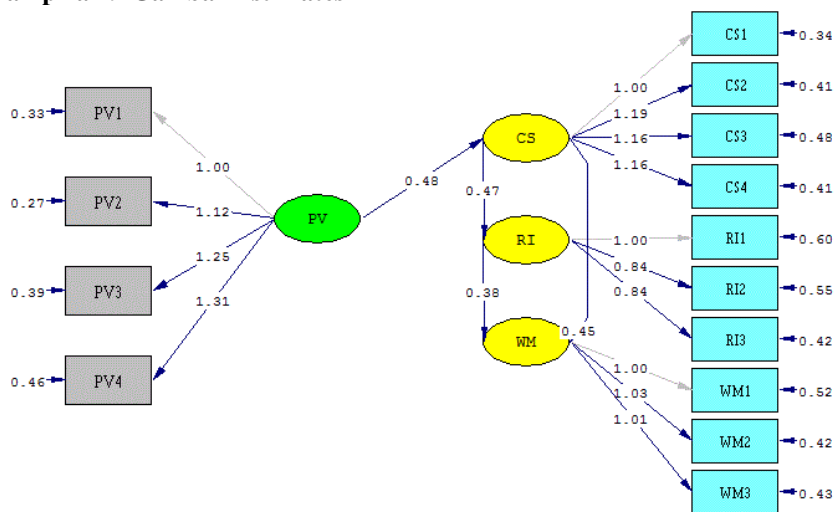 CS1
0.34
1.00
CS2
0.41
0.33
PV1
1.19
CS
CS3
0.48
1.16
1.00
0.48
1.16
CS4
0.41
0.27
PV2
1.12
0.47
PV
RI
1.00
RI1
0.60
1.25
0.84
0.39
PV3
0.38
0.84
RI2
0.55
1.31
WM
0.45
RI3
0.42
1.00
0.46
PV4
1.03
WM1
0.52
1.01
WM2
0.42
WM3
0.43